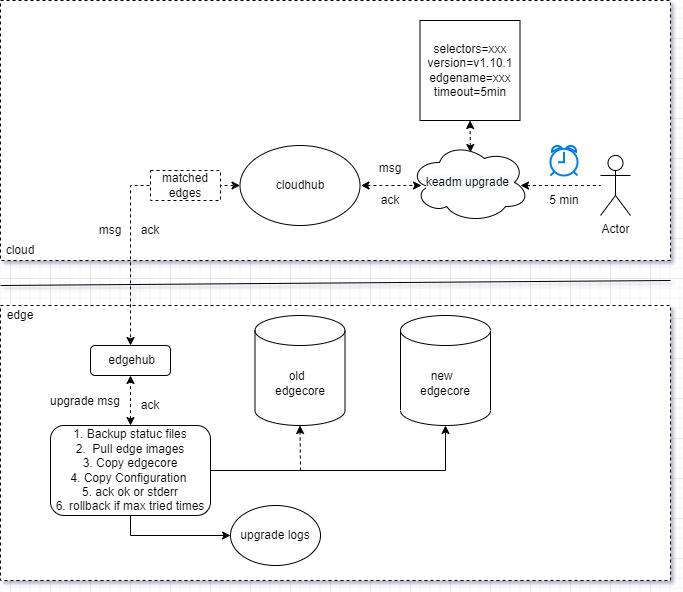 selectors=xxx
version=v1.10.1
edgename=xxx
timeout=5min
matched
edges
cloudhub
msg
ack
keadm upgrade
5 min
Actor
msg
ack
cloud
edge
edgehub
upgrade msg
ack
old
edgecore
new
edgecore
1. Backup statuc files
2. Pull edge images
3. Copy edgecore
4. Copy Configuration
5. ack ok or stderr
6. rollback if max tried times
upgrade logs